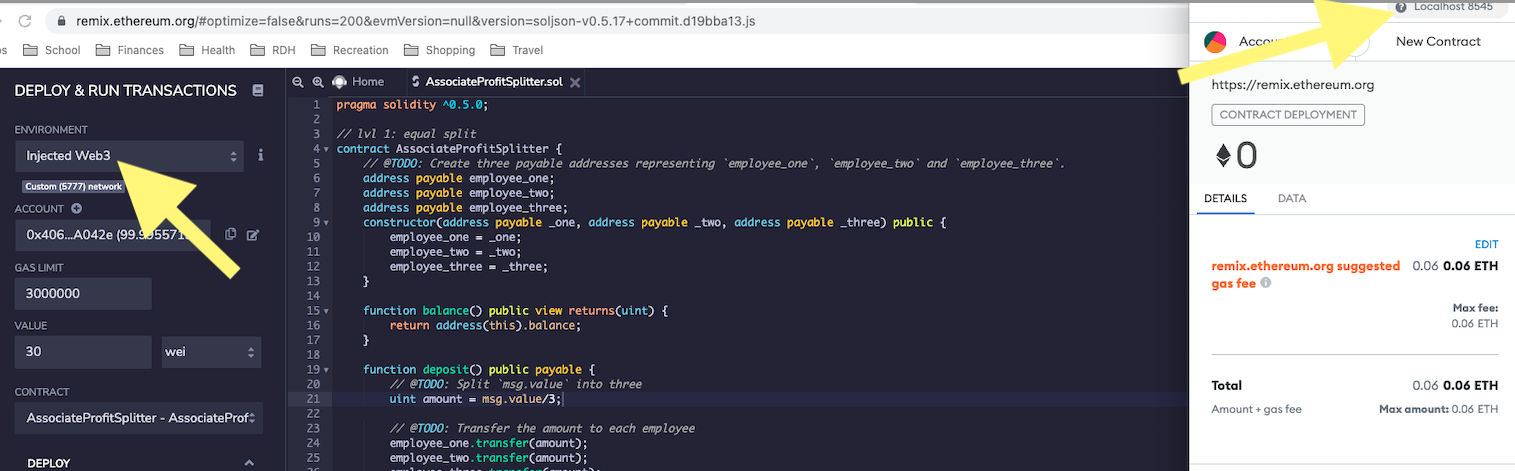 remix.ethereum.org/#optimize=false&runs=200&evmVersion=null&version=soljson-v0.5.17+commit.d19bba13.js
School Finances Health RDH Recreation Shopping Travel
DEPLOY & RUN TRANSACTIONS
ENVIRONMENT
Injected Web3
Custom (5777) network
ACCOUNT
0x406...A042e
GAS LIMIT
3000000
VALUE
30 wei
CONTRACT
AssociateProfitSplitter - AssociateProf
DEPLOY
Home AssociateProfitSplitter.sol
1 pragma solidity ^0.5.0;
2
3 // lvl 1: equal split
4 contract AssociateProfitSplitter {
5 // @TODO: Create three payable addresses representing `employee_one`, `employee_two` and `employee_three`.
6 address payable employee_one;
7 address payable employee_two;
8 address payable employee_three;
9 constructor(address payable _one, address payable _two, address payable _three) public {
10 employee_one = _one;
11 employee_two = _two;
12 employee_three = _three;
13 }
14
15 function balance() public view returns(uint) {
16 return address(this).balance;
17 }
18
19 function deposit() public payable {
20 // @TODO: Split `msg.value` into three
21 uint amount = msg.value/3;
22
23 // @TODO: Transfer the amount to each employee
24 employee_one.transfer(amount);
25 employee_two.transfer(amount);
Localhost 8545
New Contract
https://remix.ethereum.org
CONTRACT DEPLOYMENT
0
DETAILS DATA
EDIT
remix.ethereum.org suggested 0.06 0.06 ETH
gas fee
Max fee:
0.06 ETH
Total 0.06 0.06 ETH
Amount + gas fee Max amount: 0.06 ETH